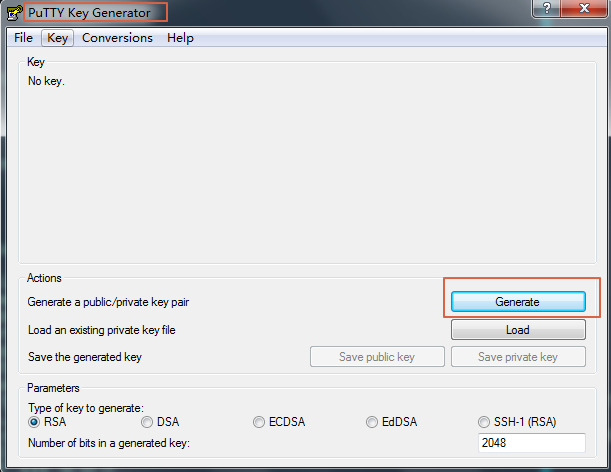 PuTTY Key Generator
?
File Key Conversions Help
Key
No key.
Actions
Generate a public/private key pair Generate
Load an existing private key file Load
Save the generated key Save public key Save private key
Parameters
Type of key to generate:
RSA DSA ECDSA EdDSA SSH-1 (RSA)
Number of bits in a generated key: 2048